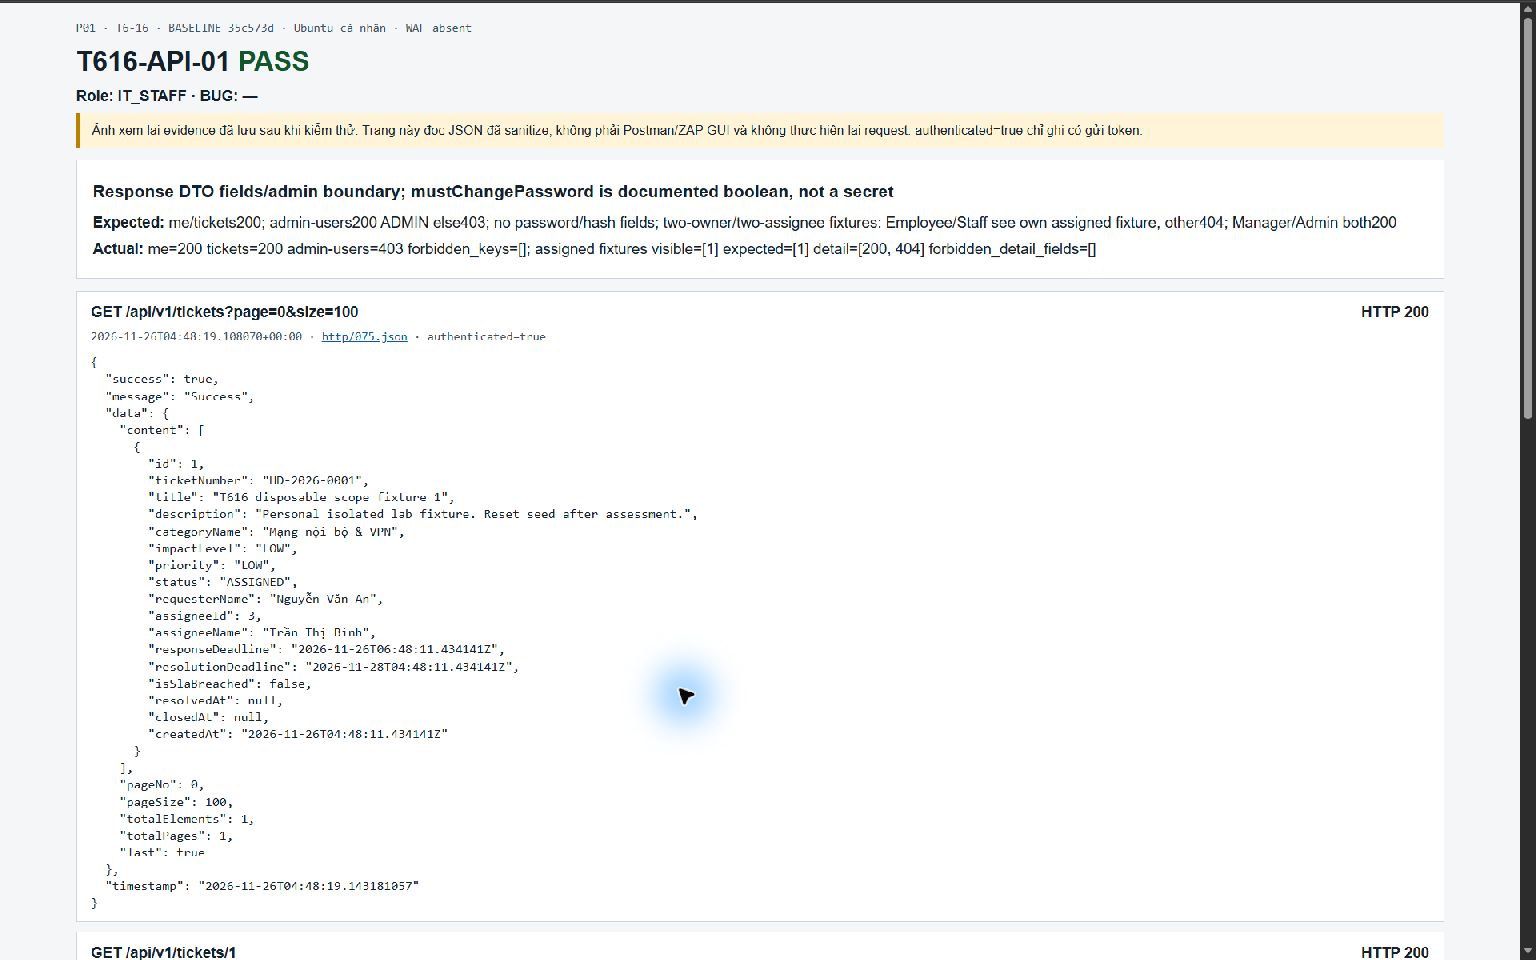 P01 · T6-16 · BASELINE 35c573d · Ubuntu cá nhân · WAF absent
T616-API-01 PASS
Role: IT_STAFF · BUG: —
Ảnh xem lại evidence đã lưu sau khi kiểm thử. Trang này đọc JSON đã sanitize, không phải Postman/ZAP GUI và không thực hiện lại request. authenticated=true chỉ ghi có gửi token.
Response DTO fields/admin boundary; mustChangePassword is documented boolean, not a secret
Expected: me/tickets200; admin-users200 ADMIN else403; no password/hash fields; two-owner/two-assignee fixtures: Employee/Staff see own assigned fixture, other404; Manager/Admin both200
Actual: me=200 tickets=200 admin-users=403 forbidden_keys=[]; assigned fixtures visible=[1] expected=[1] detail=[200, 404] forbidden_detail_fields=[]
GET /api/v1/tickets?page=0&size=100 HTTP 200
2026-11-26T04:48:19.108070+00:00 · http/075.json · authenticated=true
{
  "success": true,
  "message": "Success",
  "data": {
    "content": [
      {
        "id": 1,
        "ticketNumber": "HD-2026-0001",
        "title": "T616 disposable scope fixture 1",
        "description": "Personal isolated lab fixture. Reset seed after assessment.",
        "categoryName": "Mạng nội bộ & VPN",
        "impactLevel": "LOW",
        "priority": "LOW",
        "status": "ASSIGNED",
        "requesterName": "Nguyễn Văn An",
        "assigneeId": 3,
        "assigneeName": "Trần Thị Bình",
        "responseDeadline": "2026-11-26T06:48:11.434141Z",
        "resolutionDeadline": "2026-11-28T04:48:11.434141Z",
        "isSlaBreached": false,
        "resolvedAt": null,
        "closedAt": null,
        "createdAt": "2026-11-26T04:48:11.434141Z"
      }
    ],
    "pageNo": 0,
    "pageSize": 100,
    "totalElements": 1,
    "totalPages": 1,
    "last": true
  },
  "timestamp": "2026-11-26T04:48:19.143181057"
}
GET /api/v1/tickets/1 HTTP 200